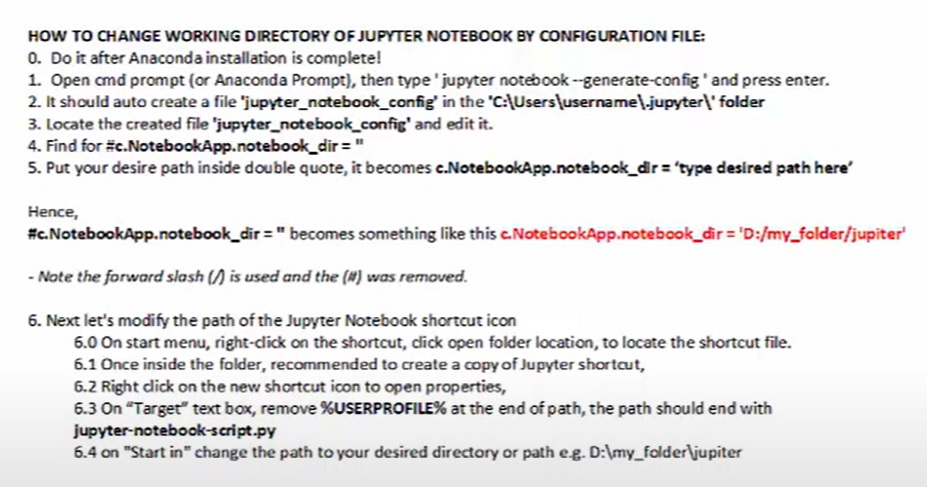 HOW TO CHANGE WORKING DIRECTORY OF JUPYTER NOTEBOOK BY CONFIGURATION FILE:
0. Do it after Anaconda installation is complete!
1. Open cmd prompt (or Anaconda Prompt), then type ' jupyter notebook --generate-config ' and press enter.
2. It should auto create a file 'jupyter_notebook_config' in the 'C:\Users\username\.jupyter\' folder
3. Locate the created file 'jupyter_notebook_config' and edit it.
4. Find for #c.NotebookApp.notebook_dir = ''
5. Put your desire path inside double quote, it becomes c.NotebookApp.notebook_dir = ‘type desired path here’
Hence,
#c.NotebookApp.notebook_dir = '' becomes something like this c.NotebookApp.notebook_dir = 'D:/my_folder/jupiter'
- Note the forward slash (/) is used and the (#) was removed.
6. Next let's modify the path of the Jupyter Notebook shortcut icon
6.0 On start menu, right-click on the shortcut, click open folder location, to locate the shortcut file.
6.1 Once inside the folder, recommended to create a copy of Jupyter shortcut,
6.2 Right click on the new shortcut icon to open properties,
6.3 On “Target” text box, remove %USERPROFILE% at the end of path, the path should end with
jupyter-notebook-script.py
6.4 on "Start in" change the path to your desired directory or path e.g. D:\my_folder\jupiter